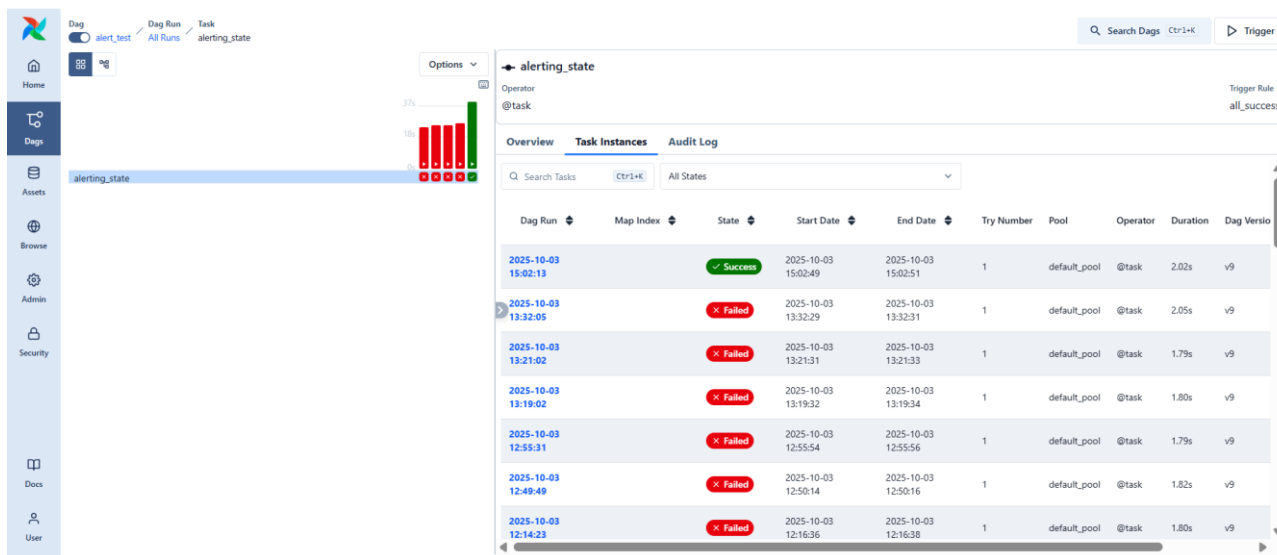 Dag
alert_test
Dag Run
All Runs
Task
alerting_state
Search Dags Ctrl+K
Trigger
Home
Dags
Assets
Browse
Admin
Security
Docs
User
Options
37s
18s
0s
alerting_state
alerting_state
Operator
@task
Trigger Rule
all_success
Overview Task Instances Audit Log
Search Tasks Ctrl+K All States
Dag Run Map Index State Start Date End Date Try Number Pool Operator Duration Dag Versio
2025-10-03 15:02:13 Success 2025-10-03 15:02:49 2025-10-03 15:02:51 1 default_pool @task 2.02s v9
2025-10-03 13:32:05 Failed 2025-10-03 13:32:29 2025-10-03 13:32:31 1 default_pool @task 2.05s v9
2025-10-03 13:21:02 Failed 2025-10-03 13:21:31 2025-10-03 13:21:33 1 default_pool @task 1.79s v9
2025-10-03 13:19:02 Failed 2025-10-03 13:19:32 2025-10-03 13:19:34 1 default_pool @task 1.80s v9
2025-10-03 12:55:31 Failed 2025-10-03 12:55:54 2025-10-03 12:55:56 1 default_pool @task 1.79s v9
2025-10-03 12:49:49 Failed 2025-10-03 12:50:14 2025-10-03 12:50:16 1 default_pool @task 1.82s v9
2025-10-03 12:14:23 Failed 2025-10-03 12:16:36 2025-10-03 12:16:38 1 default_pool @task 1.80s v9